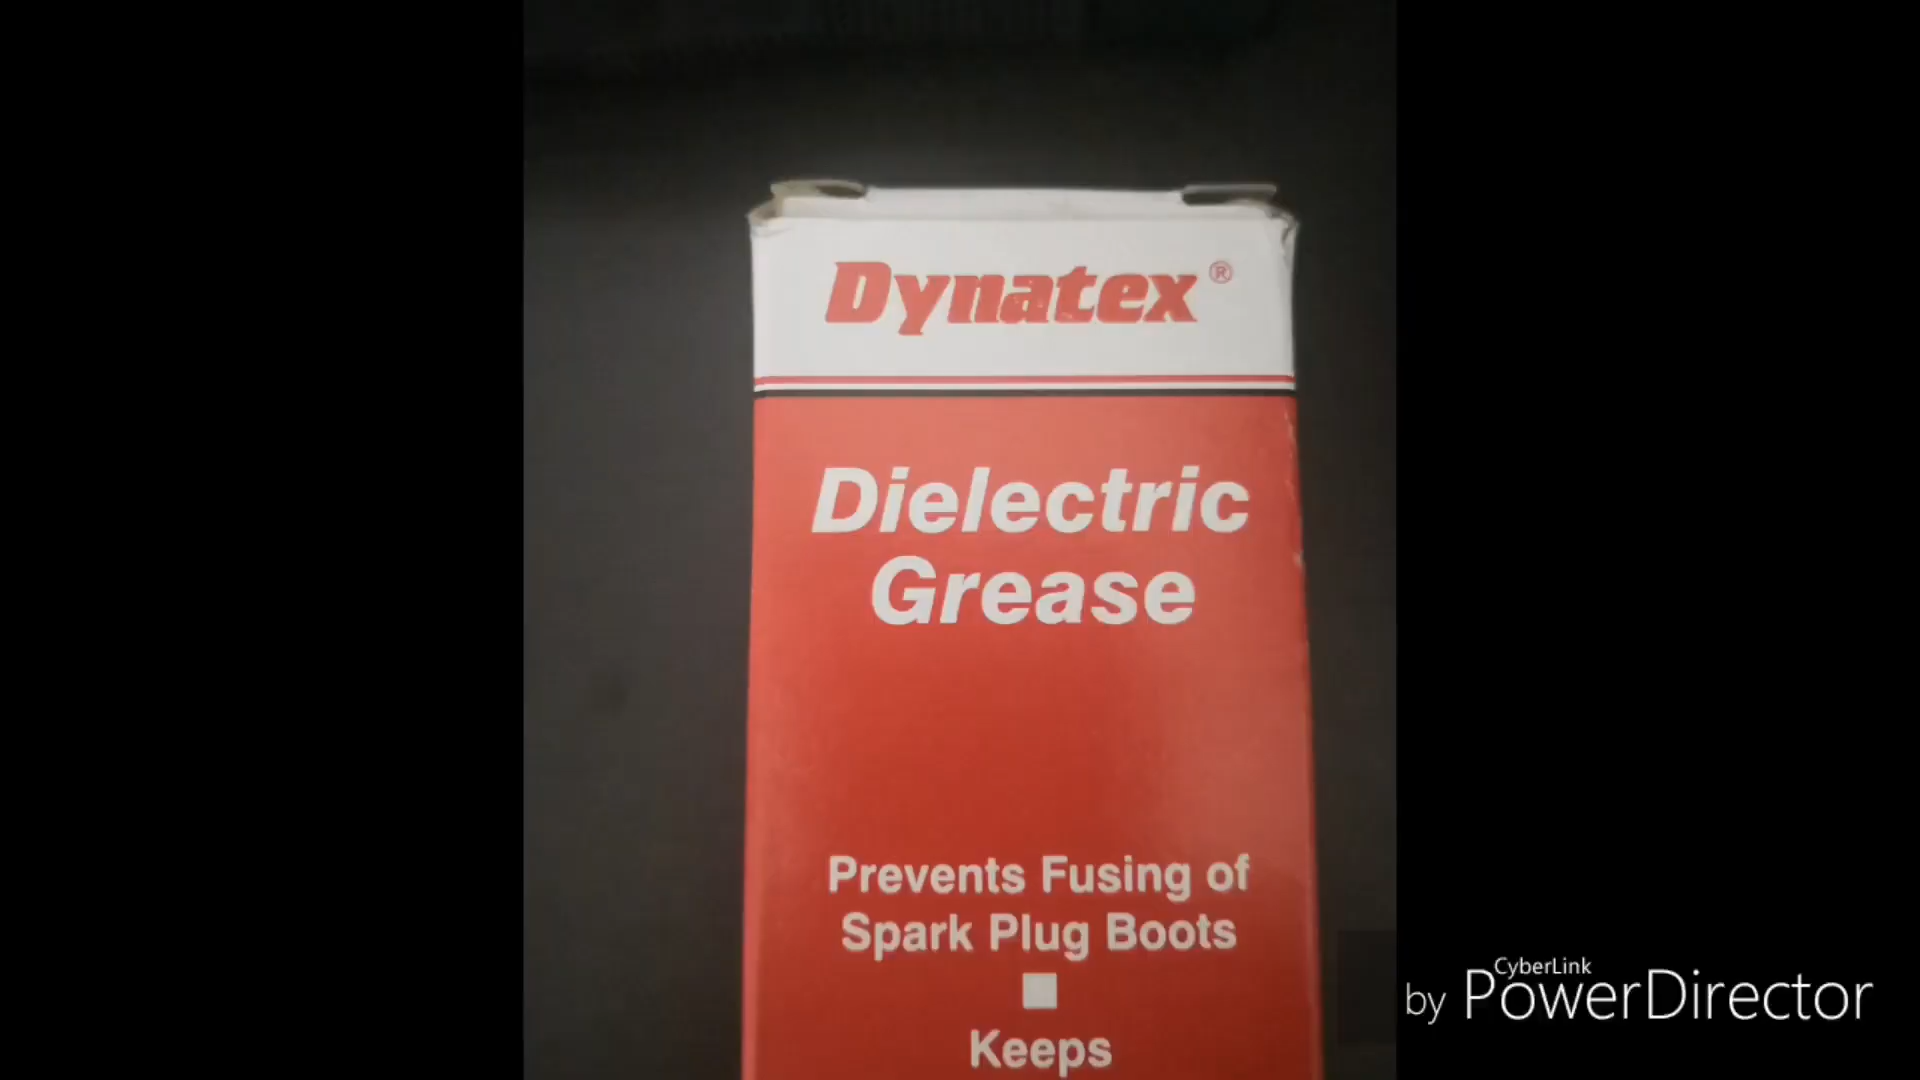 Dynatex®
Dielectric
Grease
Prevents Fusing of
Spark Plug Boots
Keeps
CyberLink
by PowerDirector